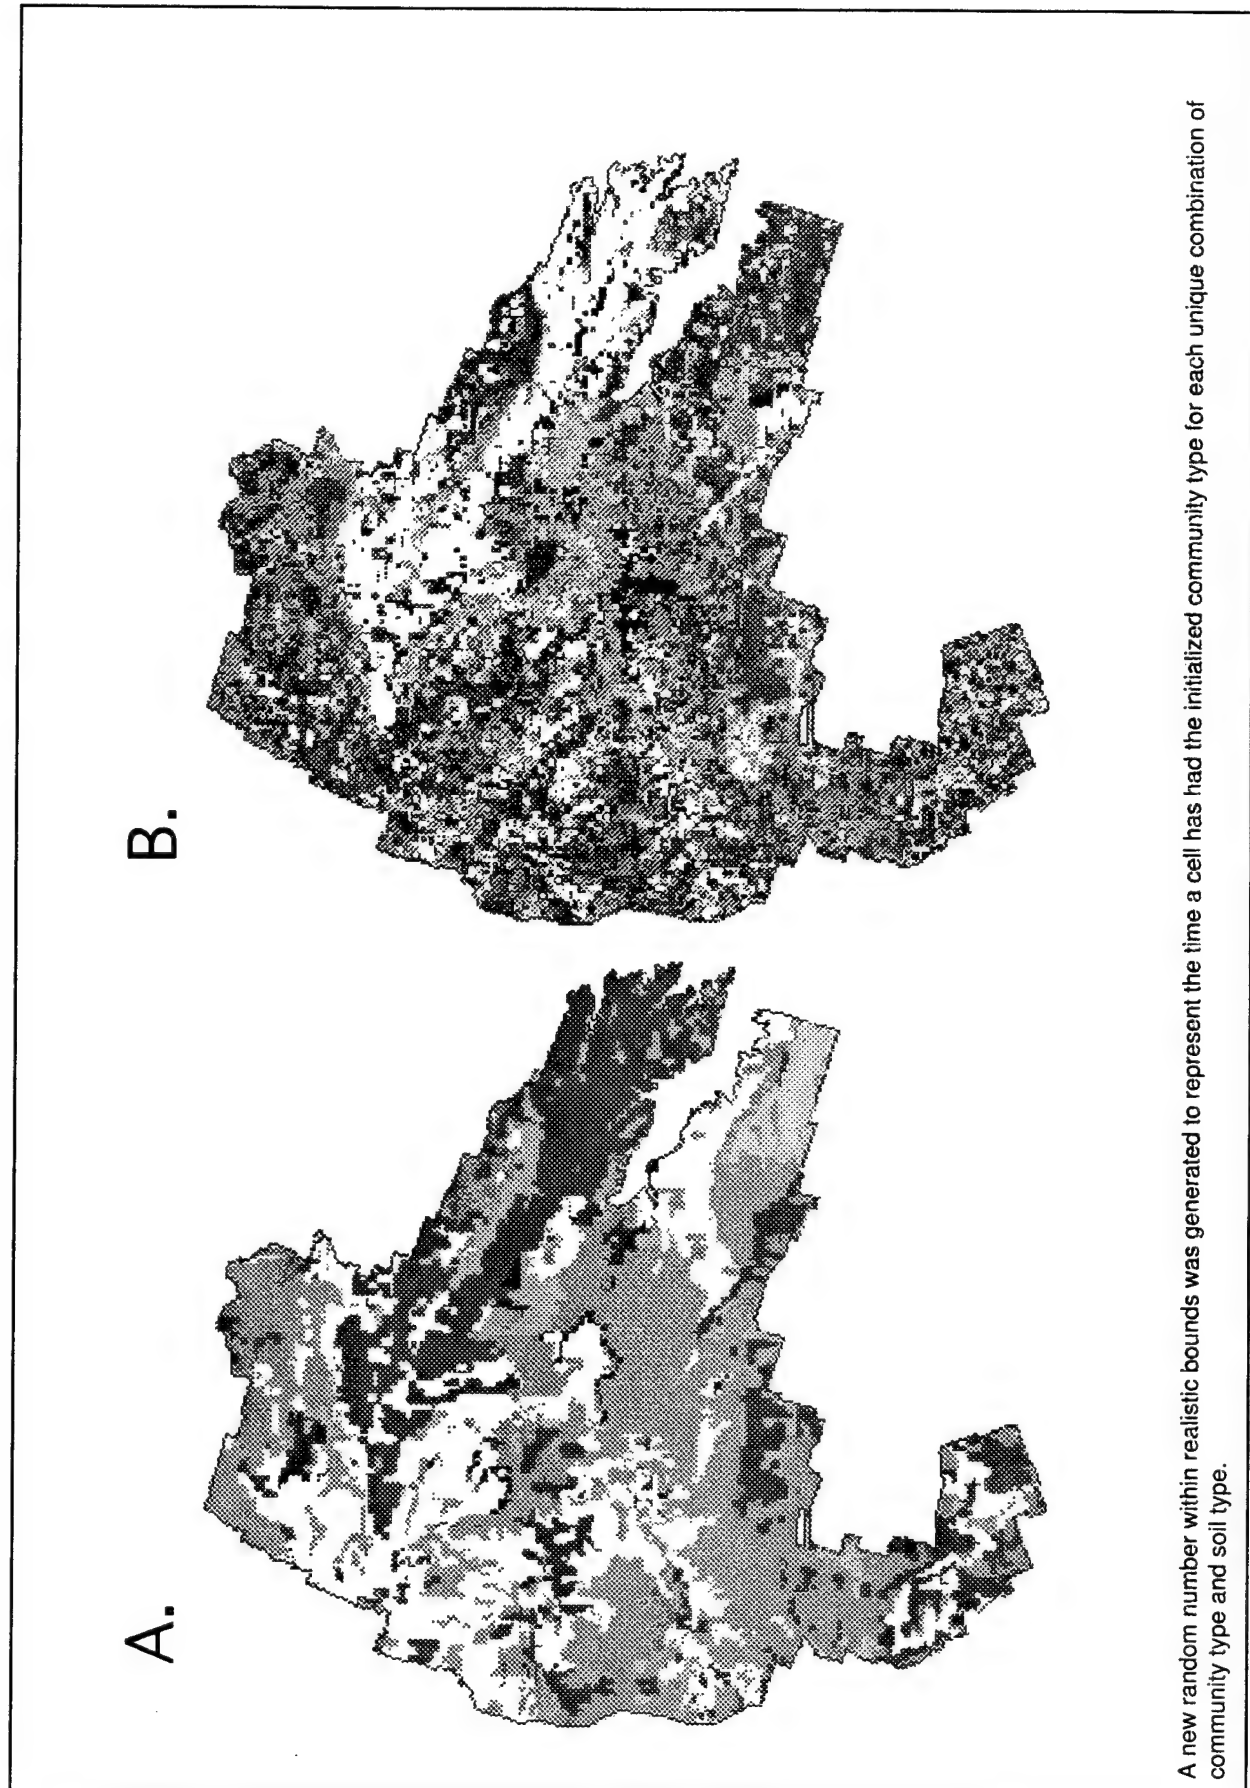 A.
B.
A new random number within realistic bounds was generated to represent the time a cell has had the initialized community type for each unique combination of
community type and soil type.